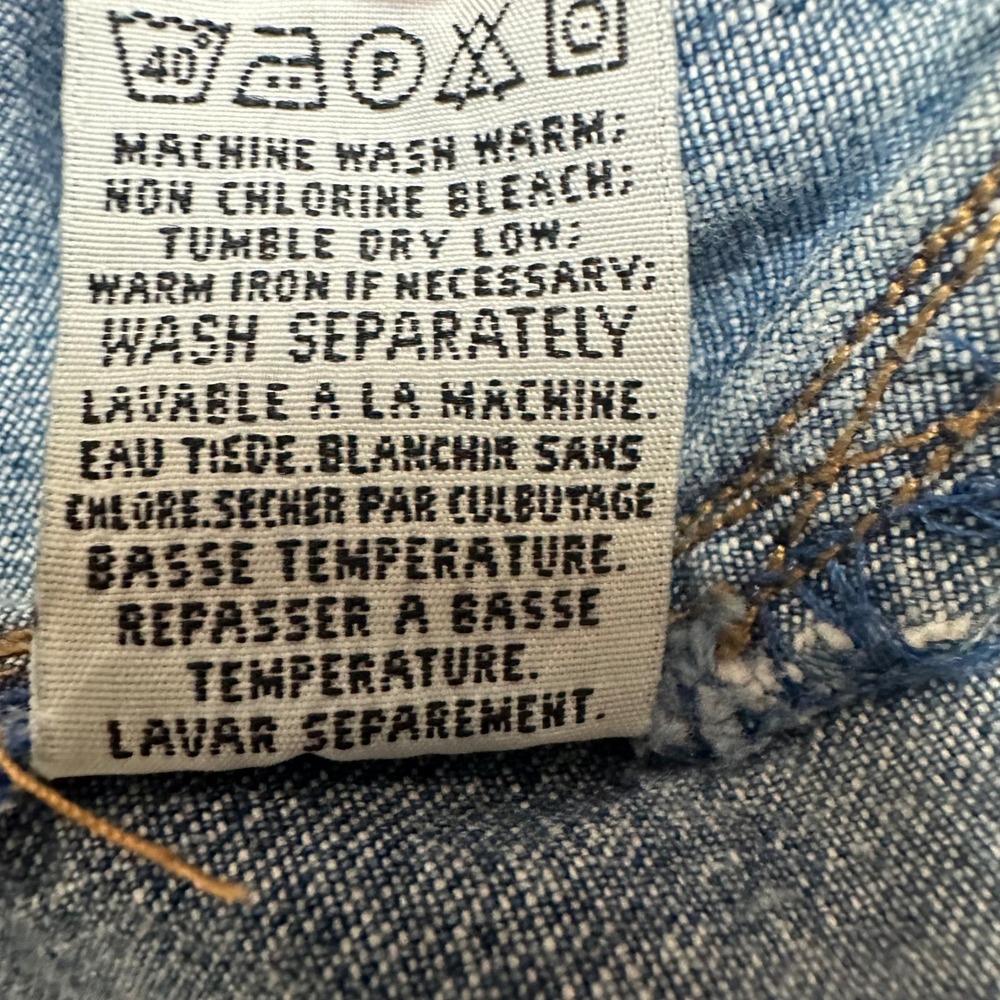 40°
P
MACHINE WASH WARM;
NON CHLORINE BLEACH;
TUMBLE DRY LOW;
WARM IRON IF NECESSARY;
WASH SEPARATELY
LAVABLE A LA MACHINE.
EAU TIEDE.BLANCHIR SANS
CHLORE.SECHER PAR CULBUTAGE
BASSE TEMPERATURE.
REPASSER A BASSE
TEMPERATURE.
LAVAR SEPAREMENT.